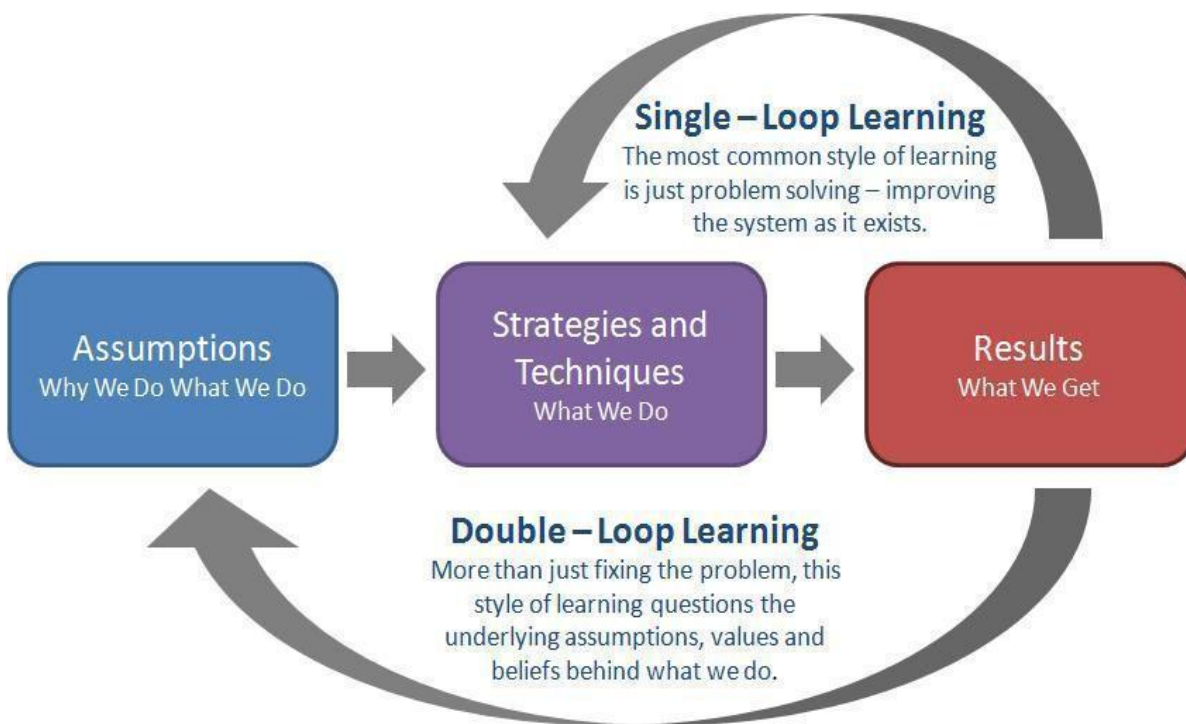 Single – Loop Learning
The most common style of learning
is just problem solving – improving
the system as it exists.
Assumptions
Why We Do What We Do
Strategies and
Techniques
What We Do
Results
What We Get
Double – Loop Learning
More than just fixing the problem, this
style of learning questions the
underlying assumptions, values and
beliefs behind what we do.